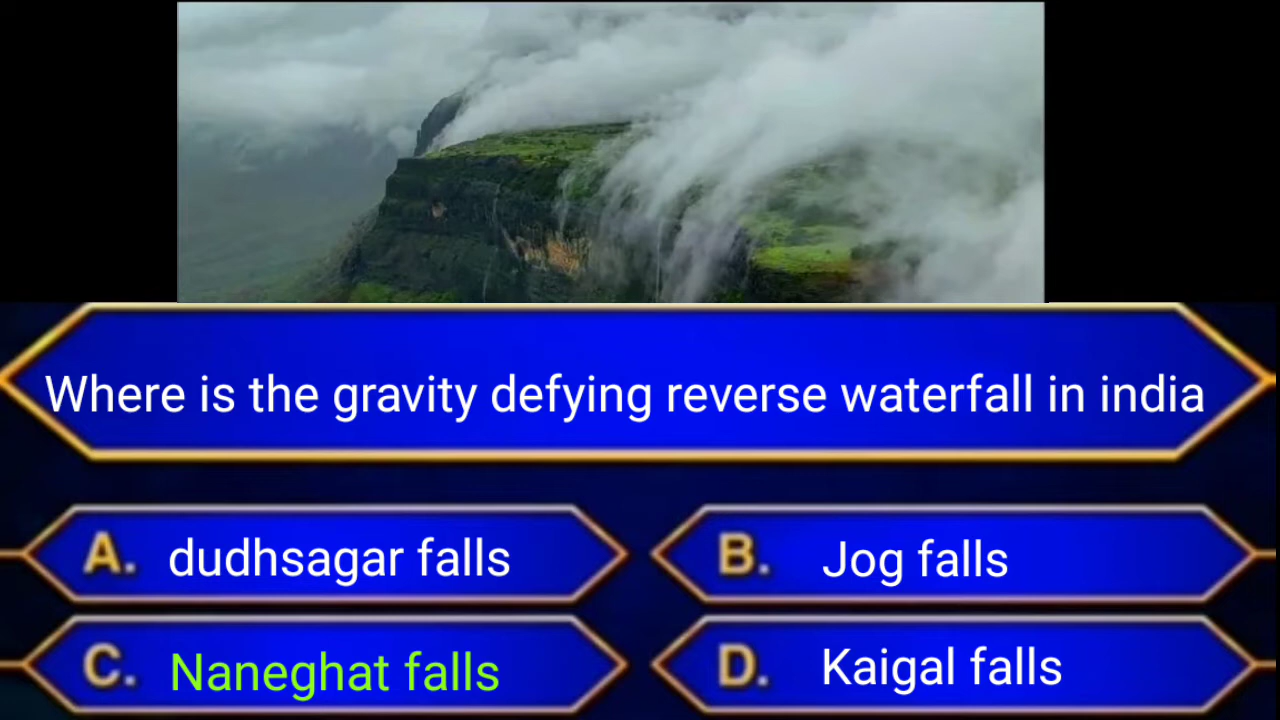 Where is the gravity defying reverse waterfall in india
A. dudhsagar falls
B. Jog falls
C. Naneghat falls
D. Kaigal falls